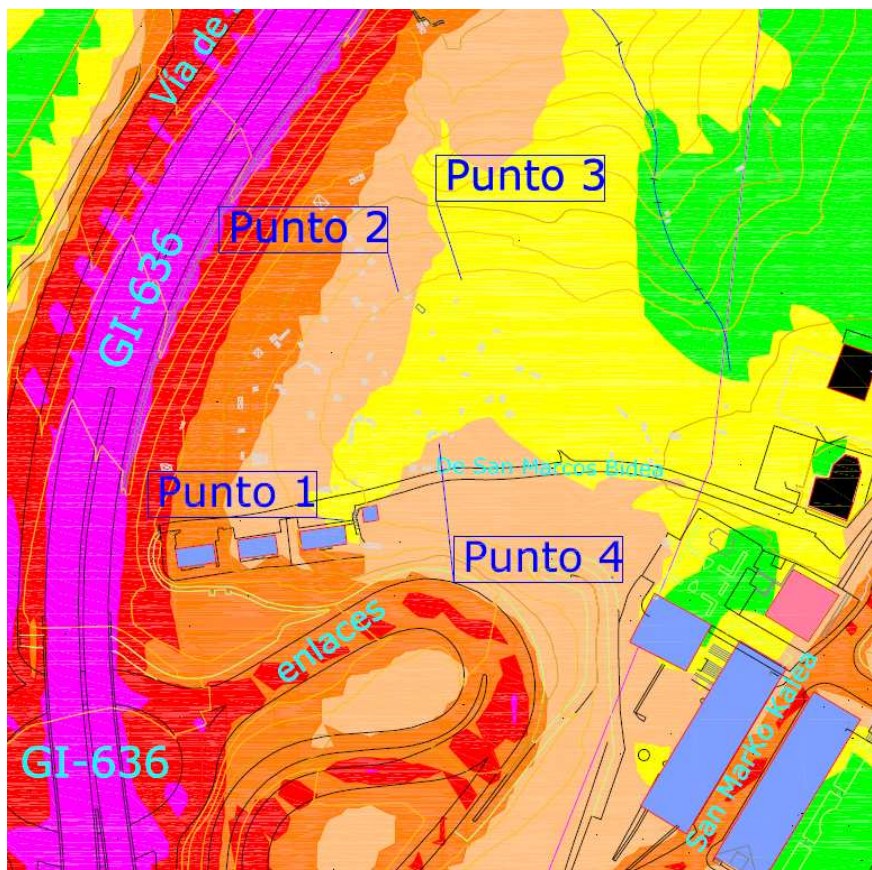 Vía de
Punto 3
Punto 2
GI-636
De San Marcos Bidea
Punto 1
Punto 4
enlaces
San Marko Kalea
GI-636